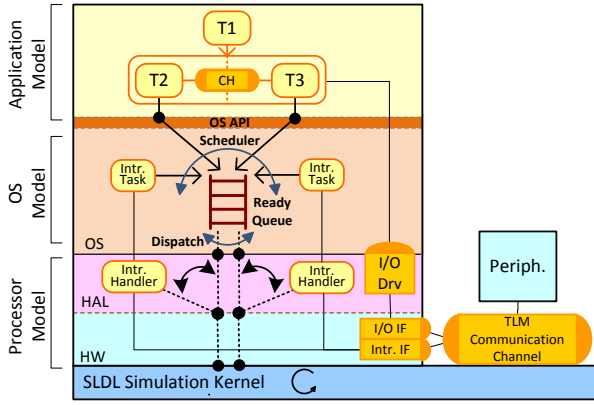 Application
Model
T1
T2
CH
T3
OS API
Scheduler
OS
Model
Intr.
Task
Intr.
Task
Ready
Queue
Dispatch
OS
I/O
Drv
Periph.
Processor
Model
Intr.
Handler
Intr.
Handler
HAL
I/O IF
Intr. IF
TLM
Communication
Channel
HW
SLDL Simulation Kernel